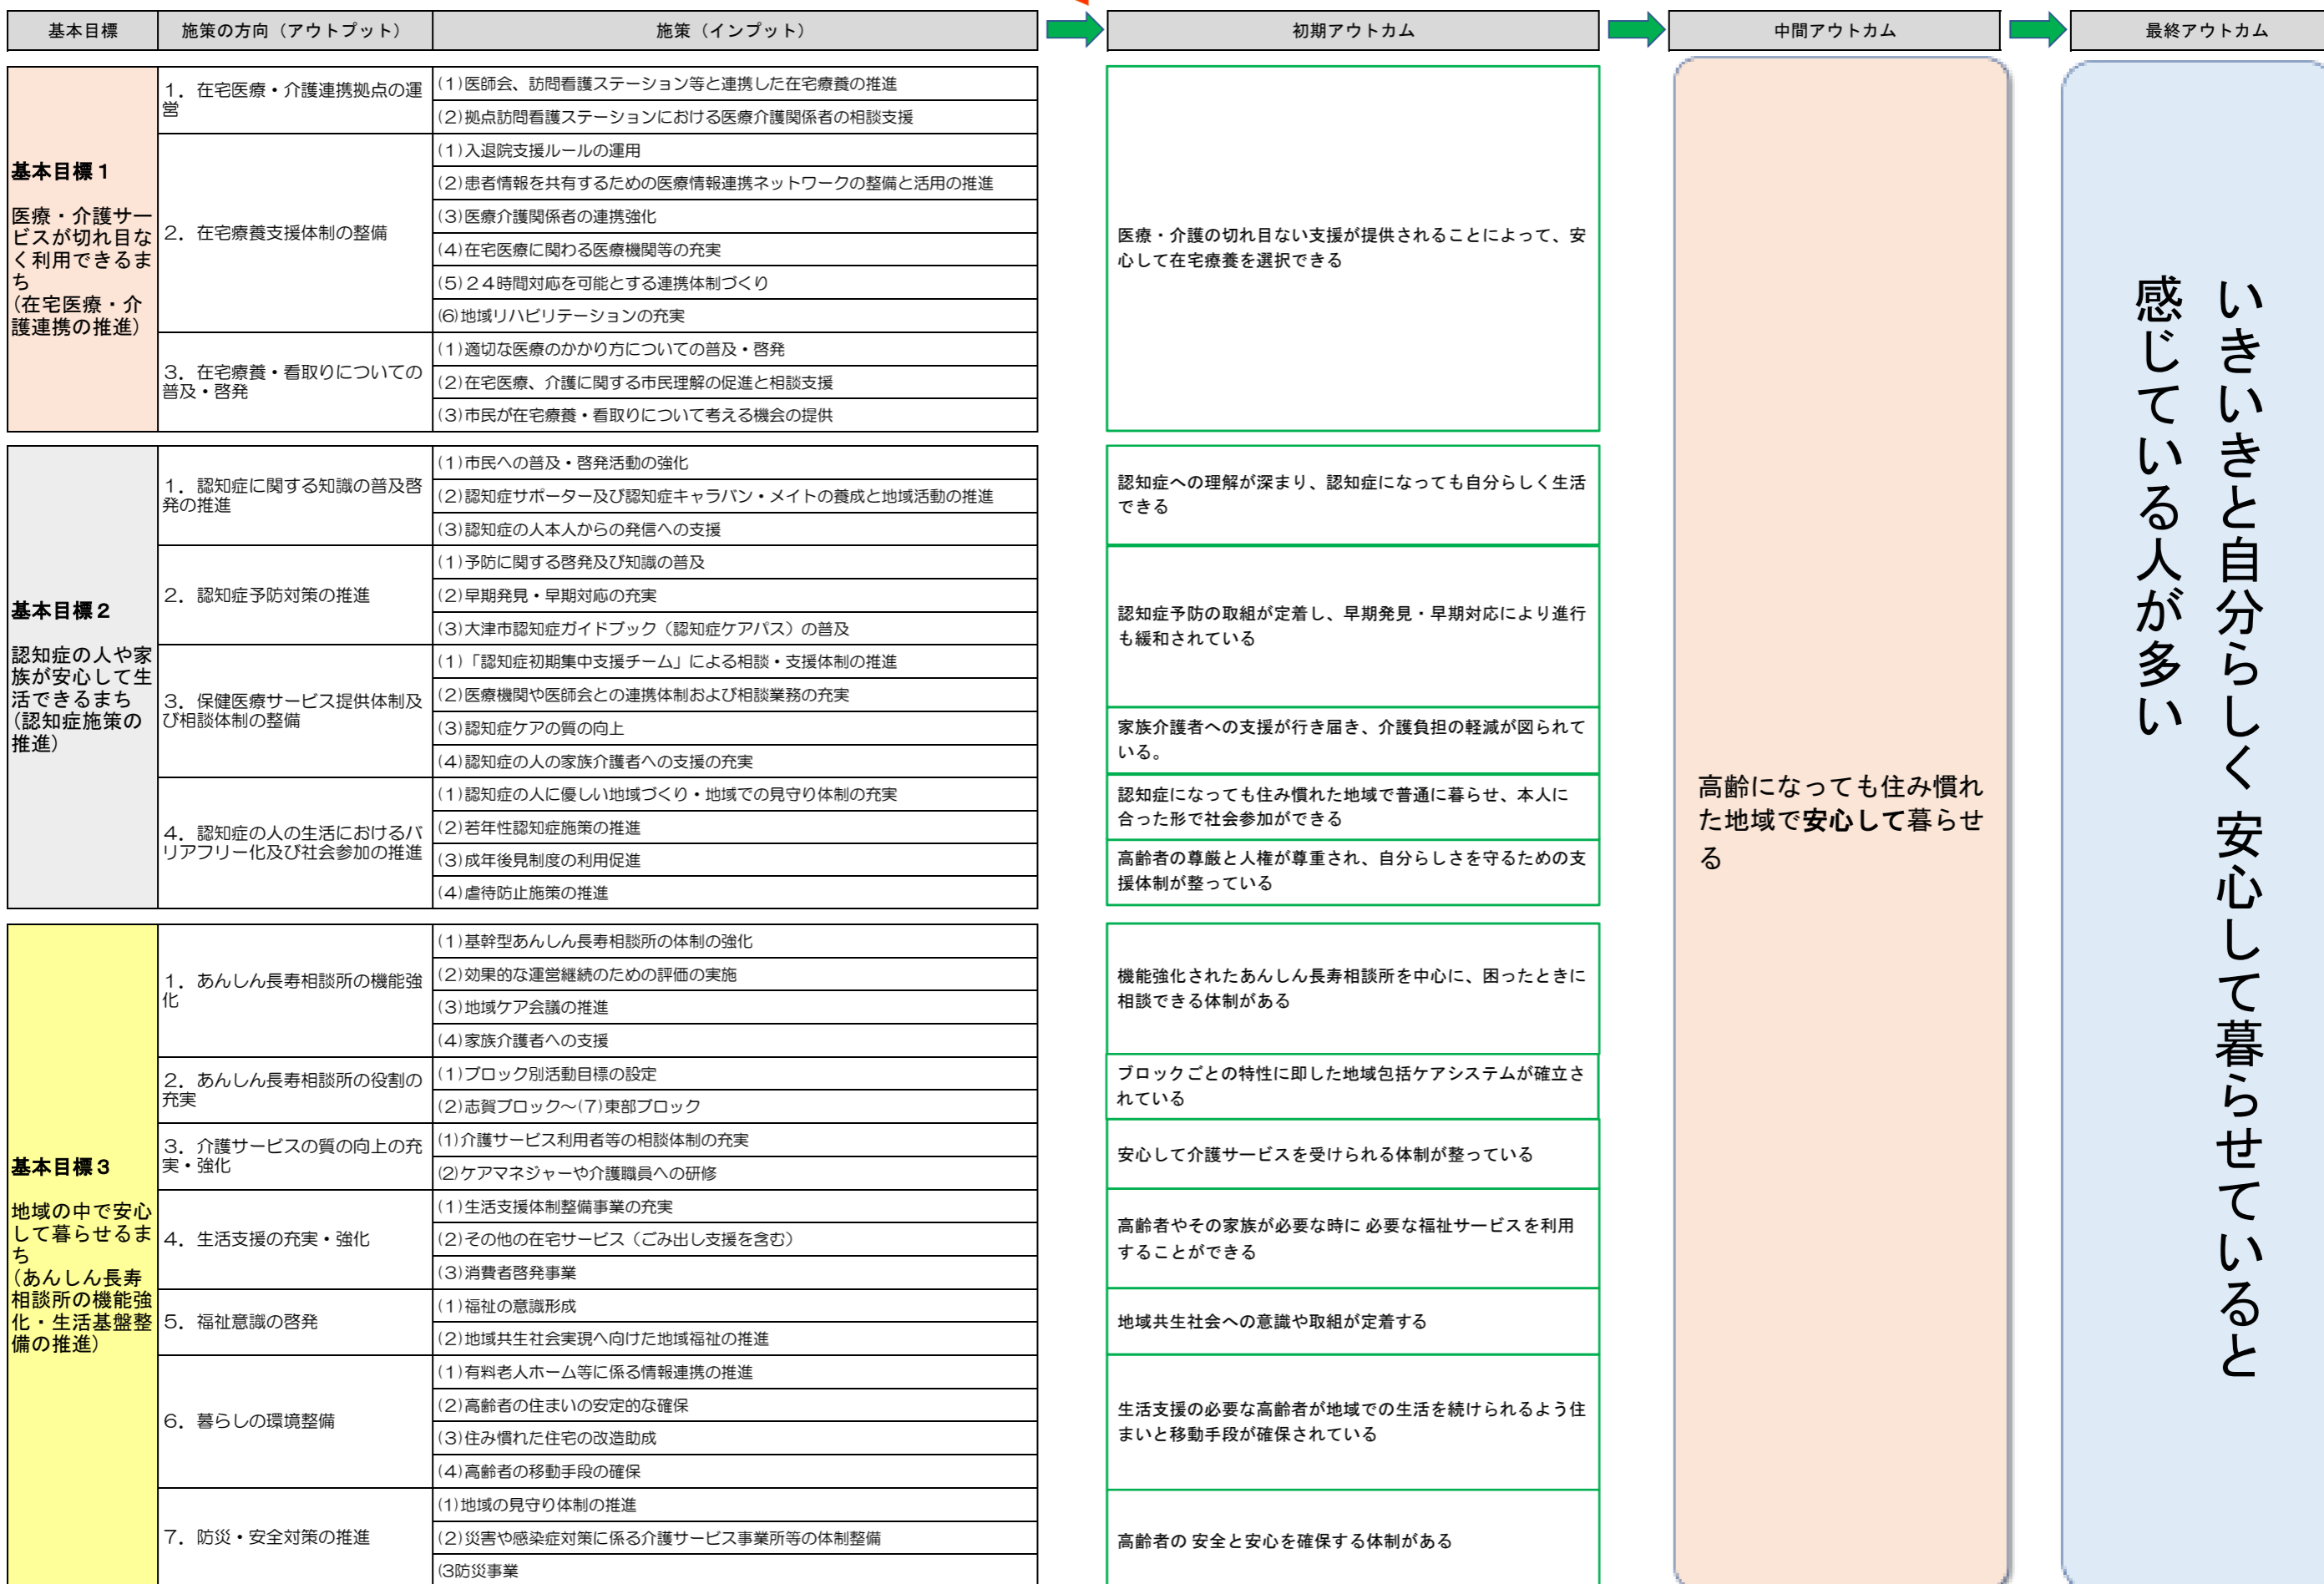 基本目標
施策の方向（アウトプット）
施策（インプット）
初期アウトカム
中間アウトカム
最終アウトカム
基本目標１
医療・介護サー
ビスが切れ目な
く利用できるま
ち
（在宅医療・介
護連携の推進）
１．在宅医療・介護連携拠点の運
営
(1)医師会、訪問看護ステーション等と連携した在宅療養の推進
(2)拠点訪問看護ステーションにおける医療介護関係者の相談支援
２．在宅療養支援体制の整備
(1)入退院支援ルールの運用
(2)患者情報を共有するための医療情報連携ネットワークの整備と活用の推進
(3)医療介護関係者の連携強化
(4)在宅医療に関わる医療機関等の充実
(5)２４時間対応を可能とする連携体制づくり
(6)地域リハビリテーションの充実
３．在宅療養・看取りについての
普及・啓発
(1)適切な医療のかかり方についての普及・啓発
(2)在宅医療、介護に関する市民理解の促進と相談支援
(3)市民が在宅療養・看取りについて考える機会の提供
医療・介護の切れ目ない支援が提供されることによって、安
心して在宅療養を選択できる
基本目標２
認知症の人や家
族が安心して生
活できるまち
（認知症施策の
推進）
１．認知症に関する知識の普及啓
発の推進
(1)市民への普及・啓発活動の強化
(2)認知症サポーター及び認知症キャラバン・メイトの養成と地域活動の推進
(3)認知症の人本人からの発信への支援
２．認知症予防対策の推進
(1)予防に関する啓発及び知識の普及
(2)早期発見・早期対応の充実
(3)大津市認知症ガイドブック（認知症ケアパス）の普及
３．保健医療サービス提供体制及
び相談体制の整備
(1)「認知症初期集中支援チーム」による相談・支援体制の推進
(2)医療機関や医師会との連携体制および相談業務の充実
(3)認知症ケアの質の向上
(4)認知症の人の家族介護者への支援の充実
４．認知症の人の生活におけるバ
リアフリー化及び社会参加の推進
(1)認知症の人に優しい地域づくり・地域での見守り体制の充実
(2)若年性認知症施策の推進
(3)成年後見制度の利用促進
(4)虐待防止施策の推進
認知症への理解が深まり、認知症になっても自分らしく生活
できる
認知症予防の取組が定着し、早期発見・早期対応により進行
も緩和されている
家族介護者への支援が行き届き、介護負担の軽減が図られて
いる。
認知症になっても住み慣れた地域で普通に暮らせ、本人に
合った形で社会参加ができる
高齢者の尊厳と人権が尊重され、自分らしさを守るための支
援体制が整っている
基本目標３
地域の中で安心
して暮らせるま
ち
（あんしん長寿
相談所の機能強
化・生活基盤整
備の推進）
１．あんしん長寿相談所の機能強
化
(1)基幹型あんしん長寿相談所の体制の強化
(2)効果的な運営継続のための評価の実施
(3)地域ケア会議の推進
(4)家族介護者への支援
２．あんしん長寿相談所の役割の
充実
(1)ブロック別活動目標の設定
(2)志賀ブロック～(7)東部ブロック
３．介護サービスの質の向上の充
実・強化
(1)介護サービス利用者等の相談体制の充実
(2)ケアマネジャーや介護職員への研修
４．生活支援の充実・強化
(1)生活支援体制整備事業の充実
(2)その他の在宅サービス（ごみ出し支援を含む）
(3)消費者啓発事業
５．福祉意識の啓発
(1)福祉の意識形成
(2)地域共生社会実現へ向けた地域福祉の推進
６．暮らしの環境整備
(1)有料老人ホーム等に係る情報連携の推進
(2)高齢者の住まいの安定的な確保
(3)住み慣れた住宅の改造助成
(4)高齢者の移動手段の確保
７．防災・安全対策の推進
(1)地域の見守り体制の推進
(2)災害や感染症対策に係る介護サービス事業所等の体制整備
(3防災事業
機能強化されたあんしん長寿相談所を中心に、困ったときに
相談できる体制がある
ブロックごとの特性に即した地域包括ケアシステムが確立さ
れている
安心して介護サービスを受けられる体制が整っている
高齢者やその家族が必要な時に 必要な福祉サービスを利用
することができる
地域共生社会への意識や取組が定着する
生活支援の必要な高齢者が地域での生活を続けられるよう住
まいと移動手段が確保されている
高齢者の 安全と安心を確保する体制がある
高齢になっても住み慣れ
た地域で安心して暮らせ
る
いきいきと自分らしく 安心して暮らせていると
感じている人が多い